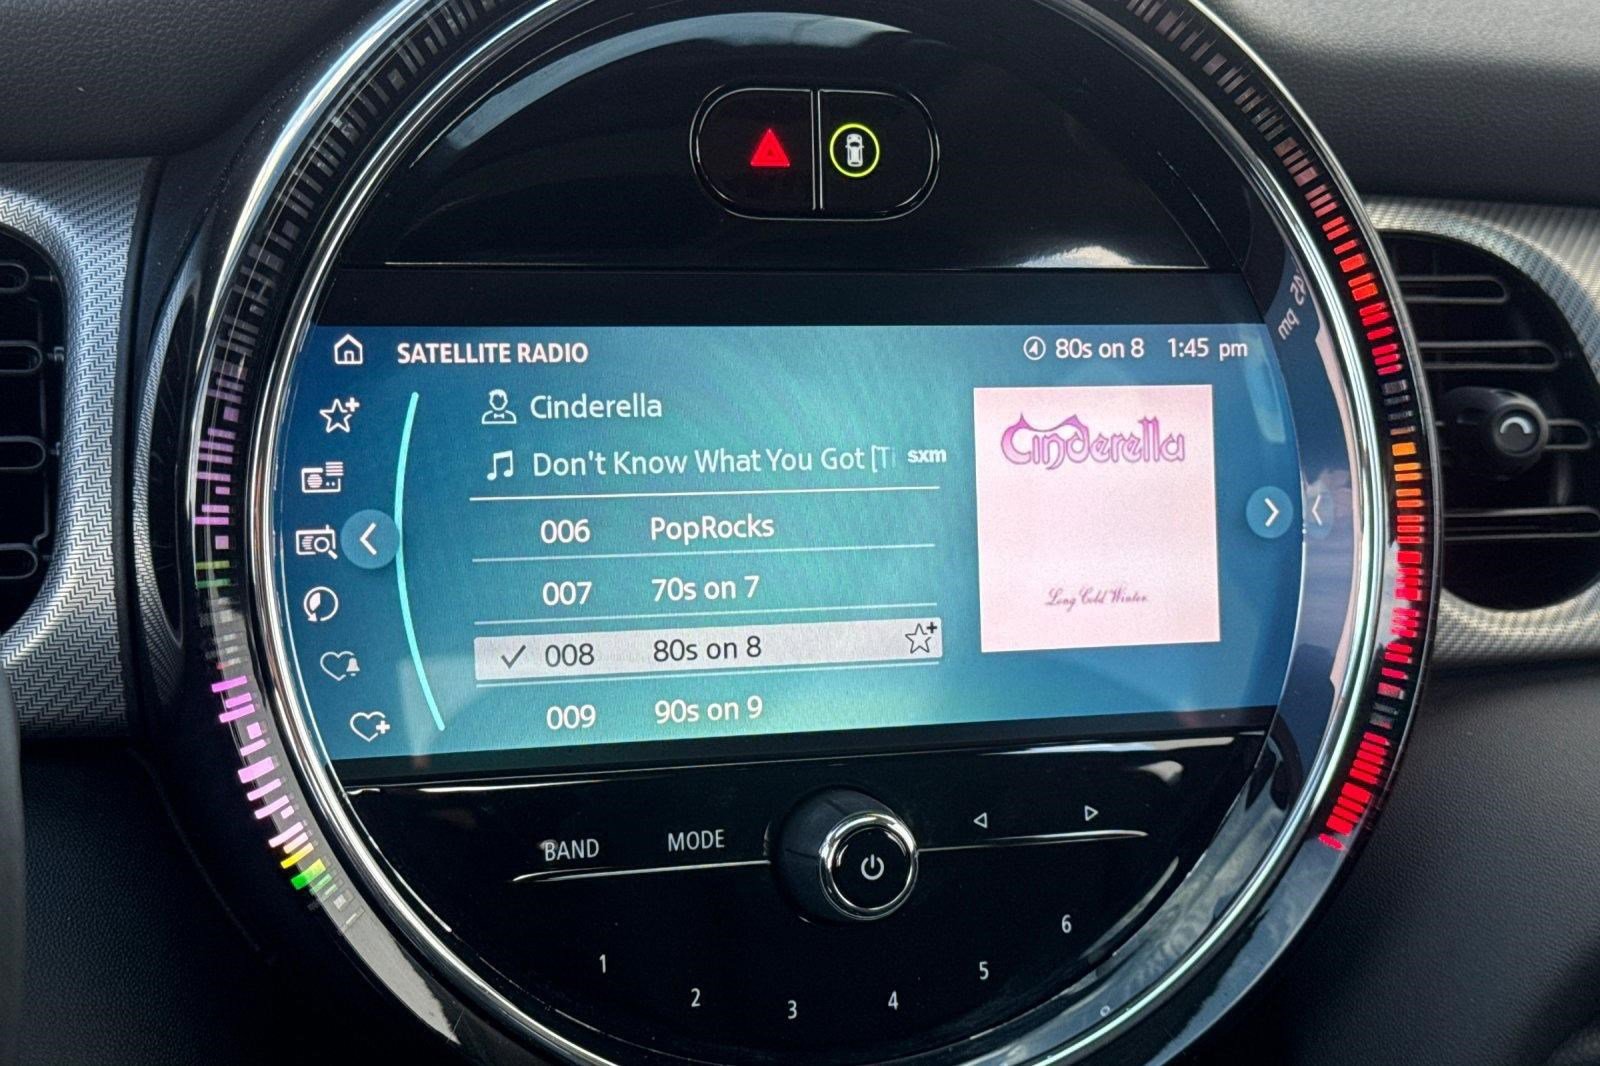 SATELLITE RADIO 80s on 8 1:45 pm
Cinderella
Don't Know What You Got [T sxm
006 PopRocks
007 70s on 7
008 80s on 8
009 90s on 9
Cinderella
Long Cold Winter
45 pm
BAND MODE
1 2 3 4 5 6